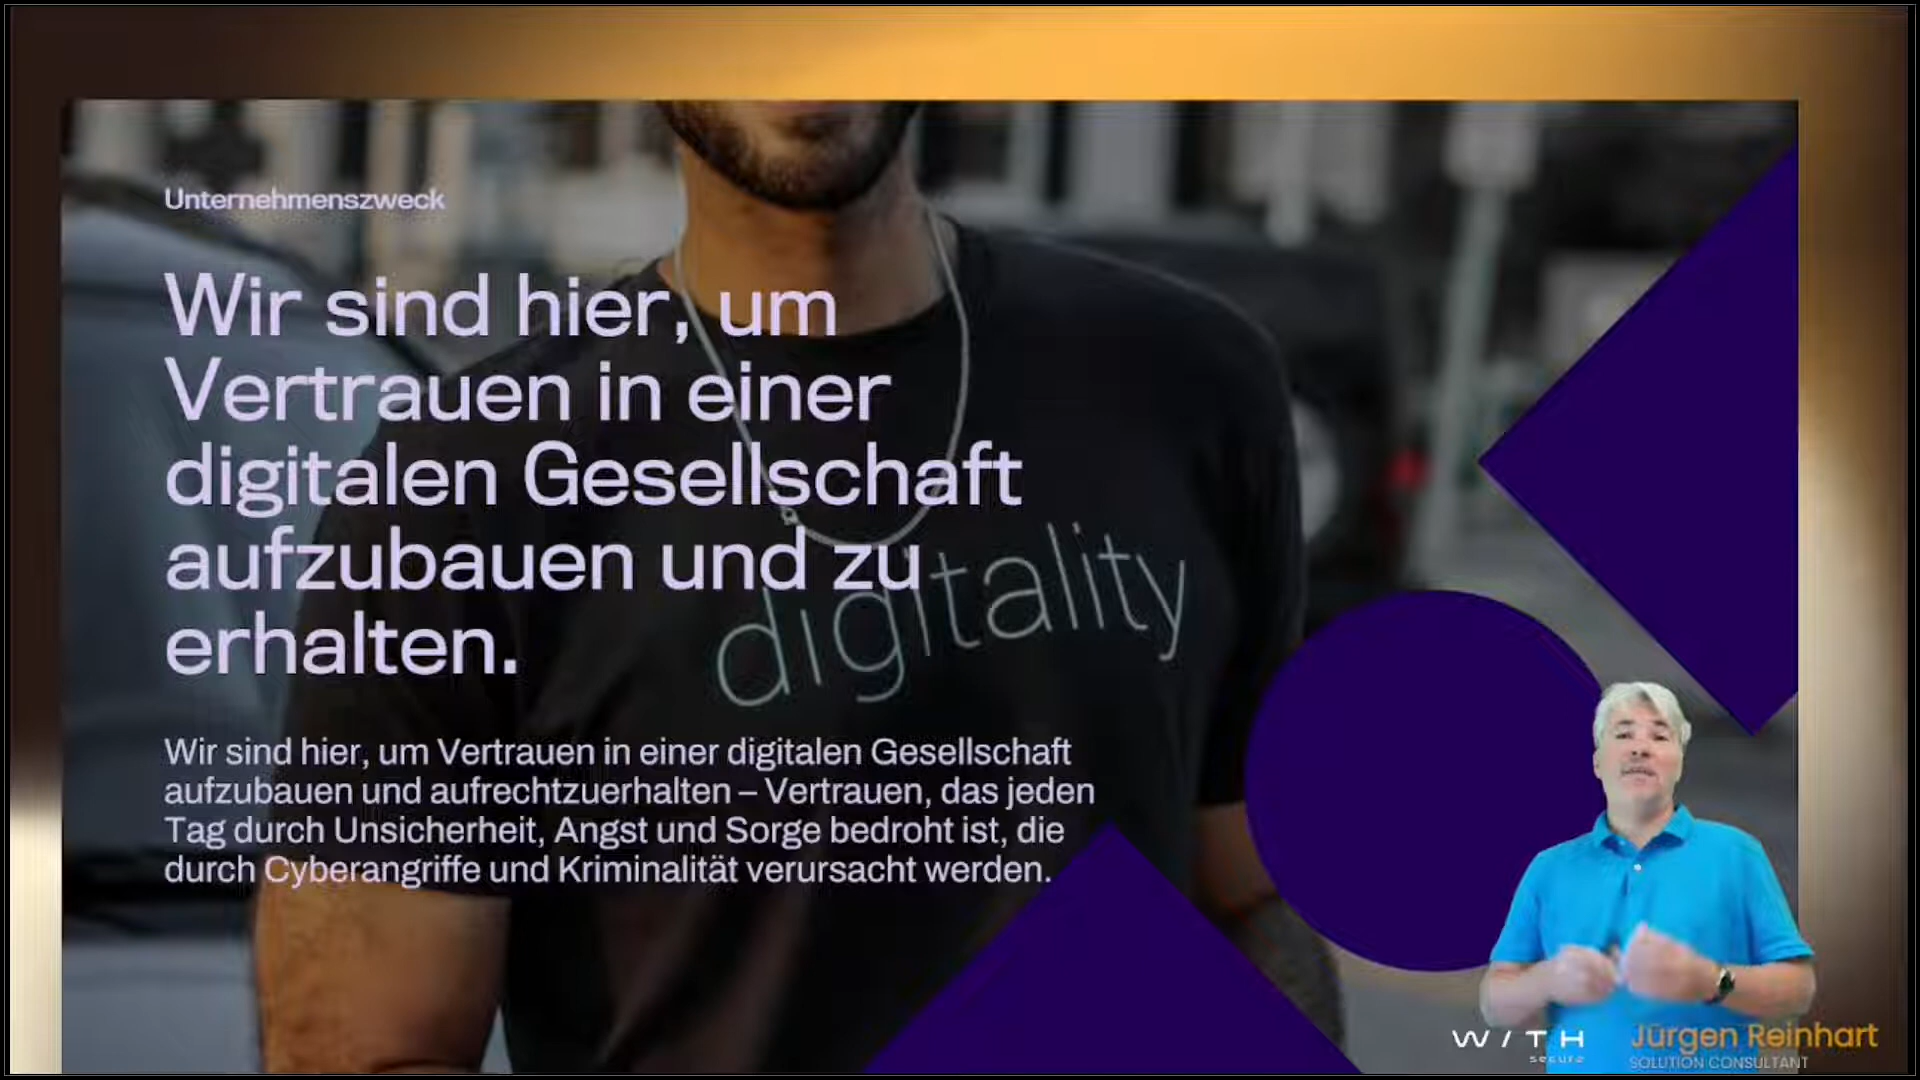 Unternehmenszweck
Wir sind hier, um
Vertrauen in einer
digitalen Gesellschaft
aufzubauen und zu
erhalten.
digitality
Wir sind hier, um Vertrauen in einer digitalen Gesellschaft
aufzubauen und aufrechtzuerhalten – Vertrauen, das jeden
Tag durch Unsicherheit, Angst und Sorge bedroht ist, die
durch Cyberangriffe und Kriminalität verursacht werden.
W/TH
secure
Jürgen Reinhart
SOLUTION CONSULTANT